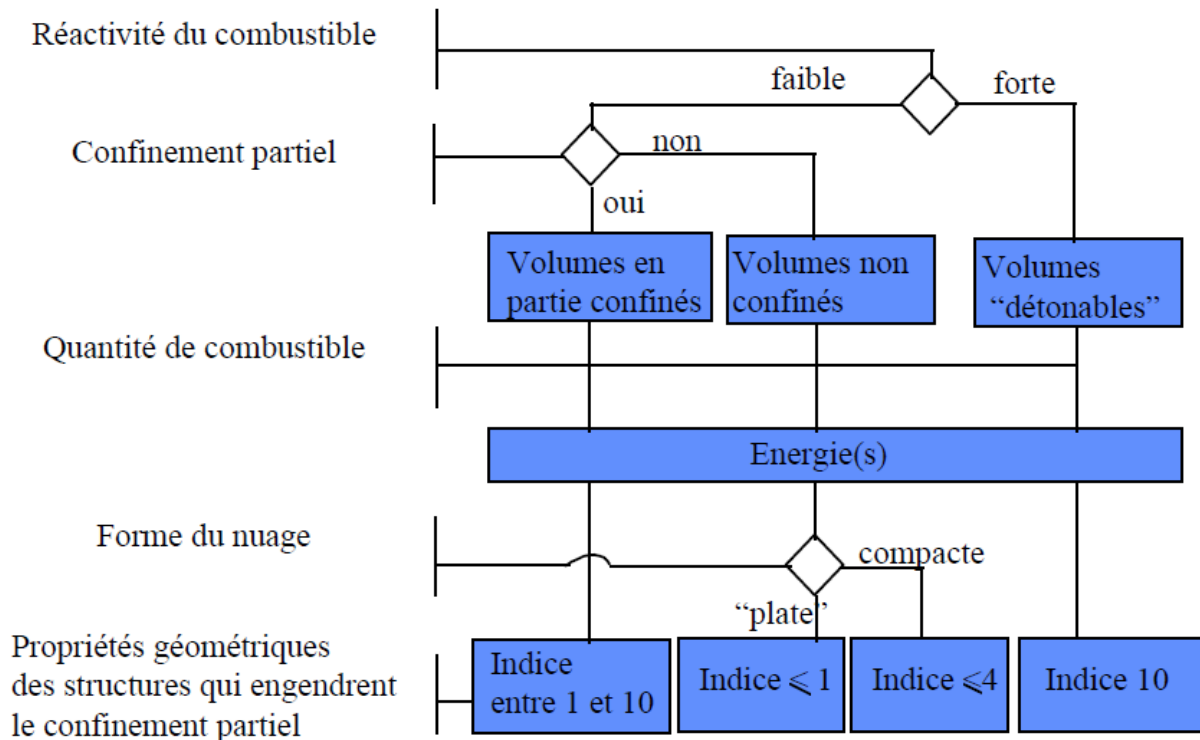 Réactivité du combustible
faible
forte
Confinement partiel
non
oui
Volumes en
partie confinés
Volumes non
confinés
Volumes
“détonables”
Quantité de combustible
Energie(s)
Forme du nuage
compacte
“plate”
Propriétés géométriques
des structures qui engendrent
le confinement partiel
Indice
entre 1 et 10
Indice ⩽ 1
Indice ⩽4
Indice 10